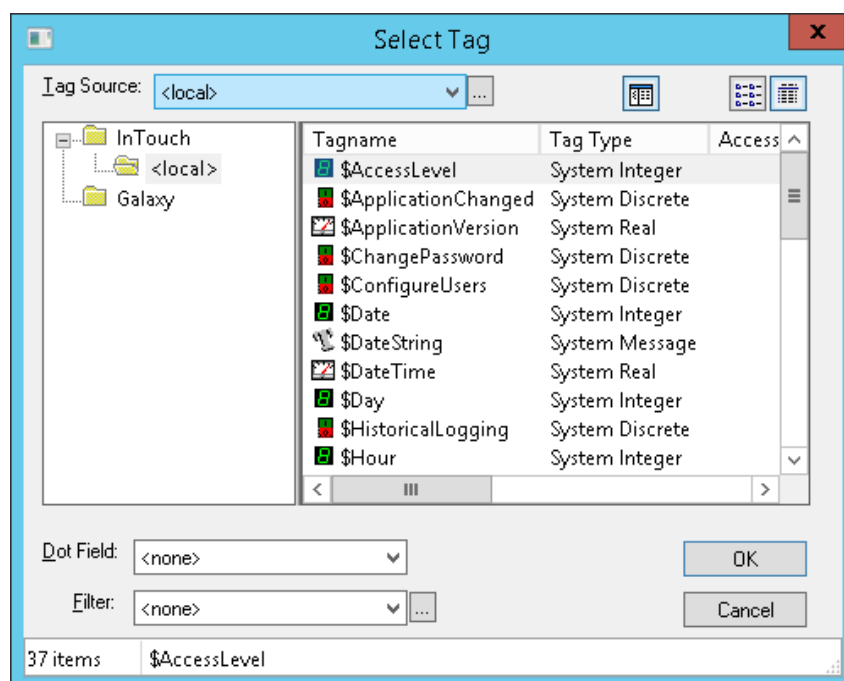 Select Tag
x
Tag Source: <local> ...
InTouch
<local>
Galaxy
Tagname Tag Type Access
$AccessLevel System Integer
$ApplicationChanged System Discrete
$ApplicationVersion System Real
$ChangePassword System Discrete
$ConfigureUsers System Discrete
$Date System Integer
$DateString System Message
$DateTime System Real
$Day System Integer
$HistoricalLogging System Discrete
$Hour System Integer
Dot Field: <none> OK
Filter: <none> ... Cancel
37 items $AccessLevel